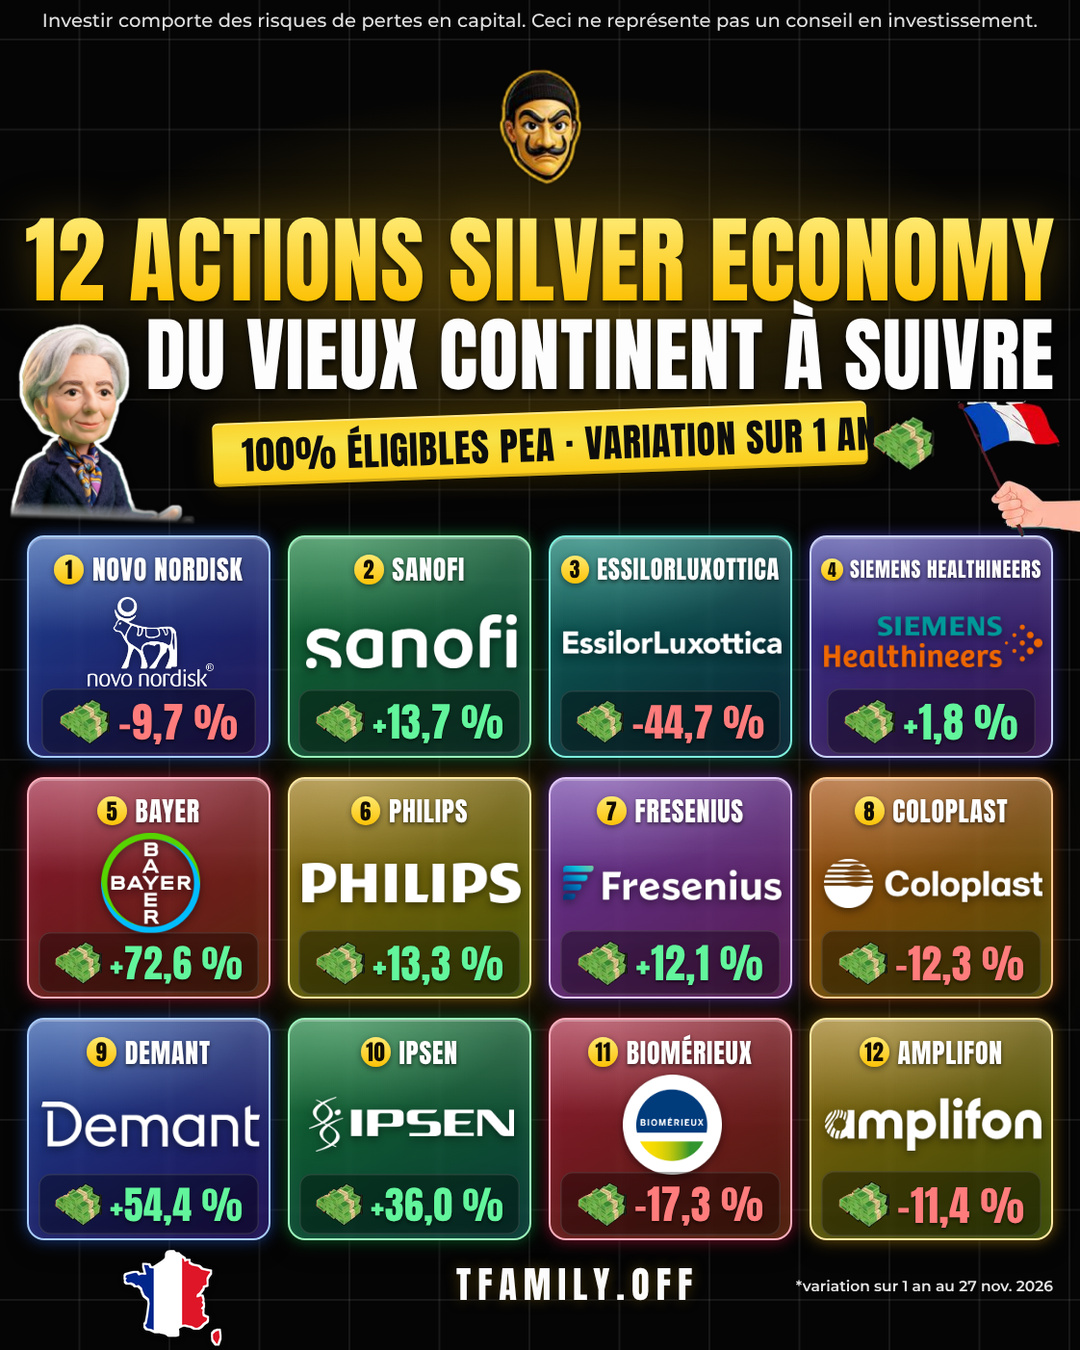 Investir comporte des risques de pertes en capital. Ceci ne représente pas un conseil en investissement.
12 ACTIONS SILVER ECONOMY
DU VIEUX CONTINENT À SUIVRE
100% ÉLIGIBLES PEA · VARIATION SUR 1 AN
1 NOVO NORDISK
novo nordisk®
-9,7 %
2 SANOFI
sanofi
+13,7 %
3 ESSILORLUXOTTICA
EssilorLuxottica
-44,7 %
4 SIEMENS HEALTHINEERS
SIEMENS
Healthineers
+1,8 %
5 BAYER
BAYER
BAYER
+72,6 %
6 PHILIPS
PHILIPS
+13,3 %
7 FRESENIUS
Fresenius
+12,1 %
8 COLOPLAST
Coloplast
-12,3 %
9 DEMANT
Demant
+54,4 %
10 IPSEN
IPSEN
+36,0 %
11 BIOMÉRIEUX
BIOMÉRIEUX
-17,3 %
12 AMPLIFON
amplifon
-11,4 %
TFAMILY.OFF
*variation sur 1 an au 27 nov. 2026